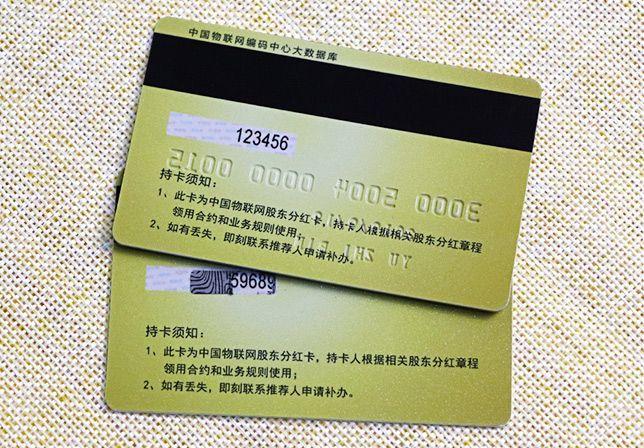 中国物联网编码中心大数据库
123456
3000 5004 0000 0015
持卡须知：
1、此卡为中国物联网股东分红卡，持卡人根据相关股东分红章程
领用合约和业务规则使用；
2、如有丢失，即刻联系推荐人申请补办。
YU ZHI
59689
持卡须知：
1、此卡为中国物联网股东分红卡，持卡人根据相关股东分红章程
领用合约和业务规则使用；
2、如有丢失，即刻联系推荐人申请补办。